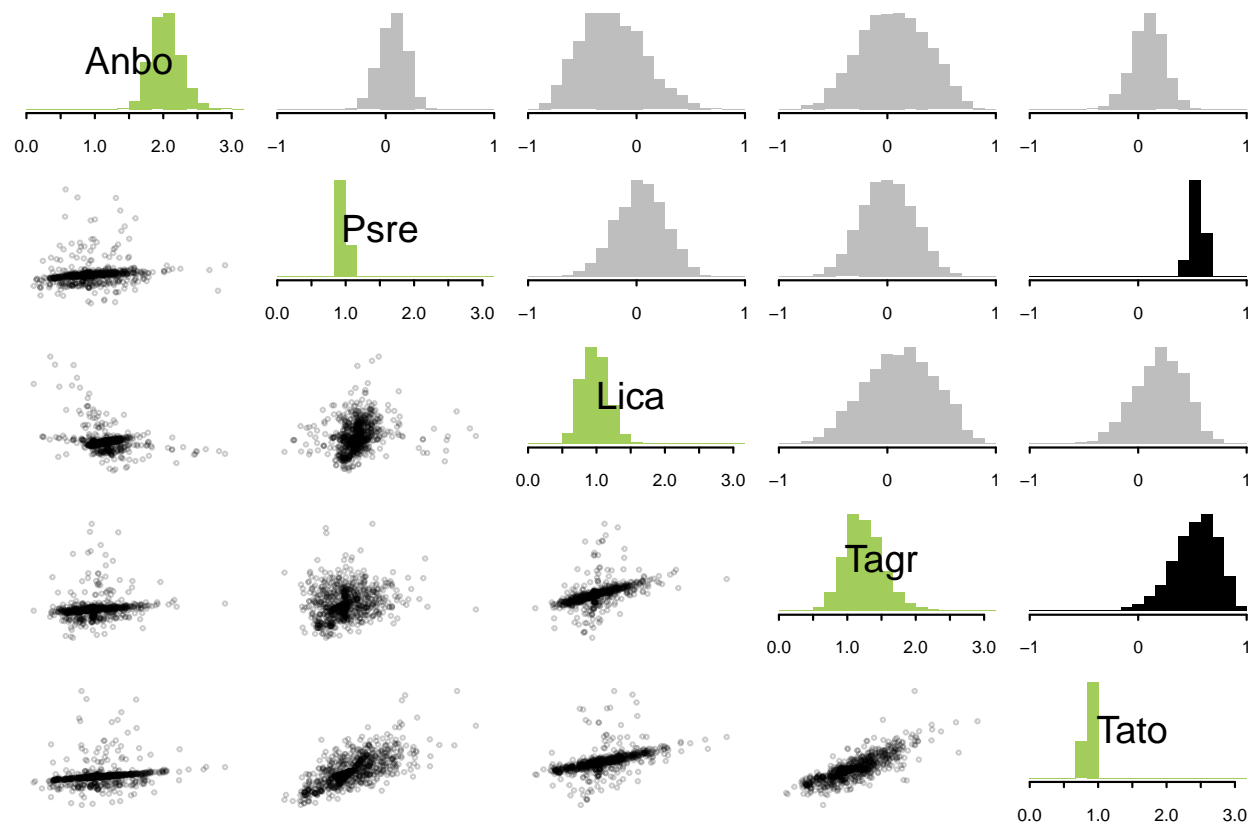 Anbo
0.0 1.0 2.0 3.0 −1 0 1 −1 0 1 −1 0 1 −1 0 1
Psre
0.0 1.0 2.0 3.0 −1 0 1 −1 0 1 −1 0 1
Lica
0.0 1.0 2.0 3.0 −1 0 1 −1 0 1
Tagr
0.0 1.0 2.0 3.0 −1 0 1
Tato
0.0 1.0 2.0 3.0